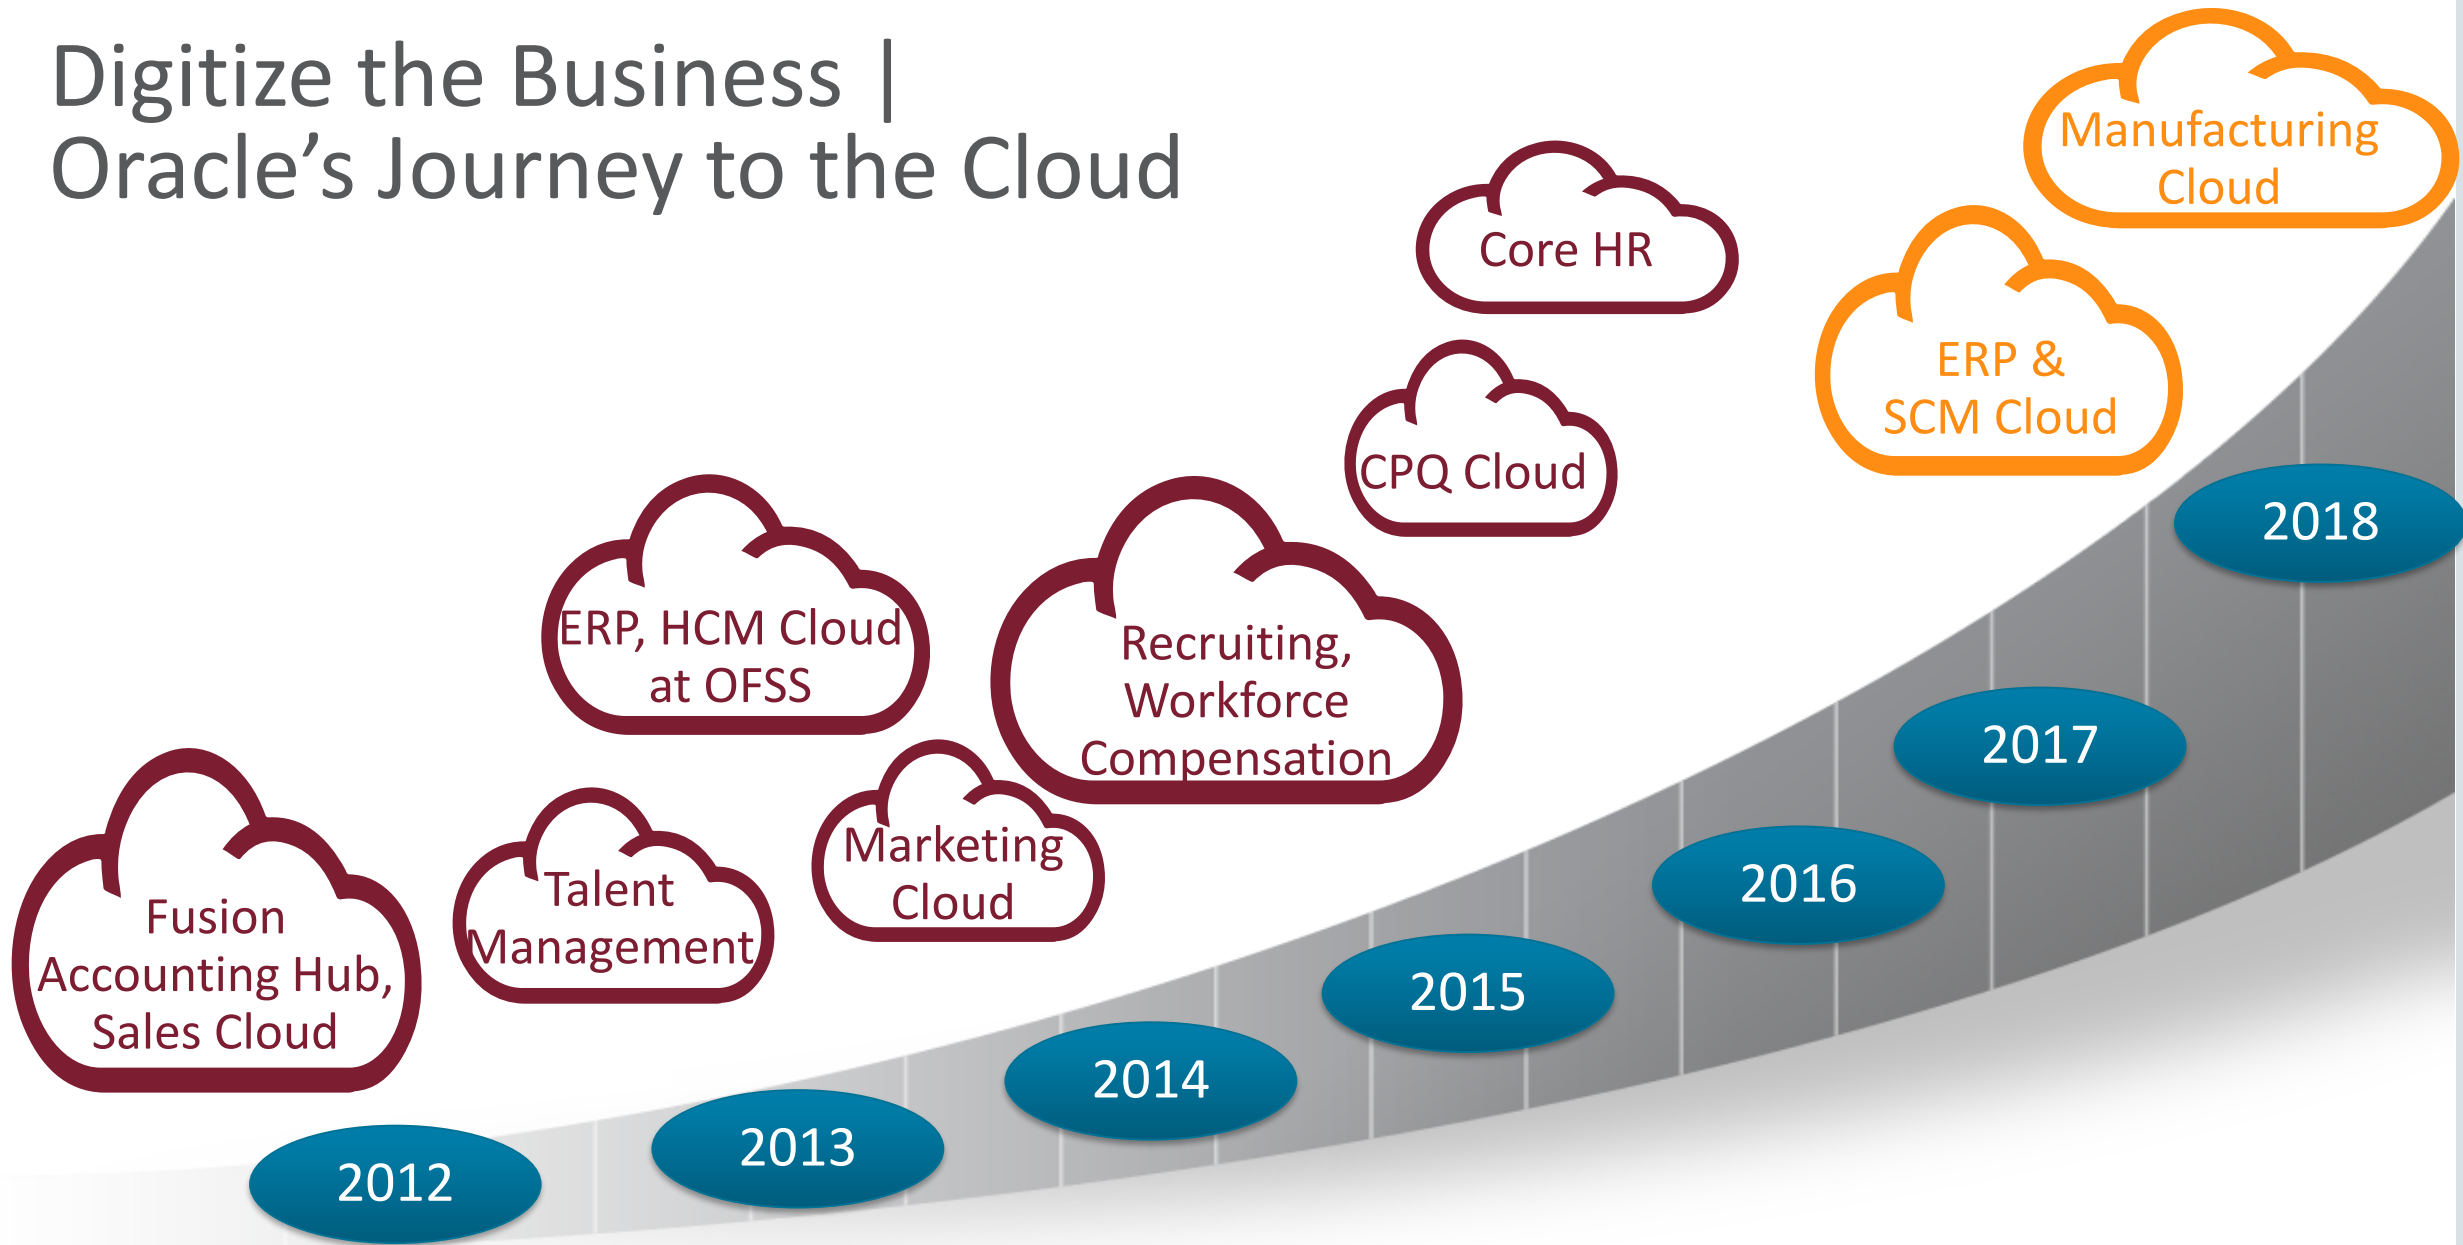 Digitize the Business |
Oracle’s Journey to the Cloud
Manufacturing
Cloud
Core HR
ERP &
SCM Cloud
CPQ Cloud
ERP, HCM Cloud
at OFSS
Recruiting,
Workforce
Compensation
Marketing
Cloud
Talent
Management
Fusion
Accounting Hub,
Sales Cloud
2012
2013
2014
2015
2016
2017
2018